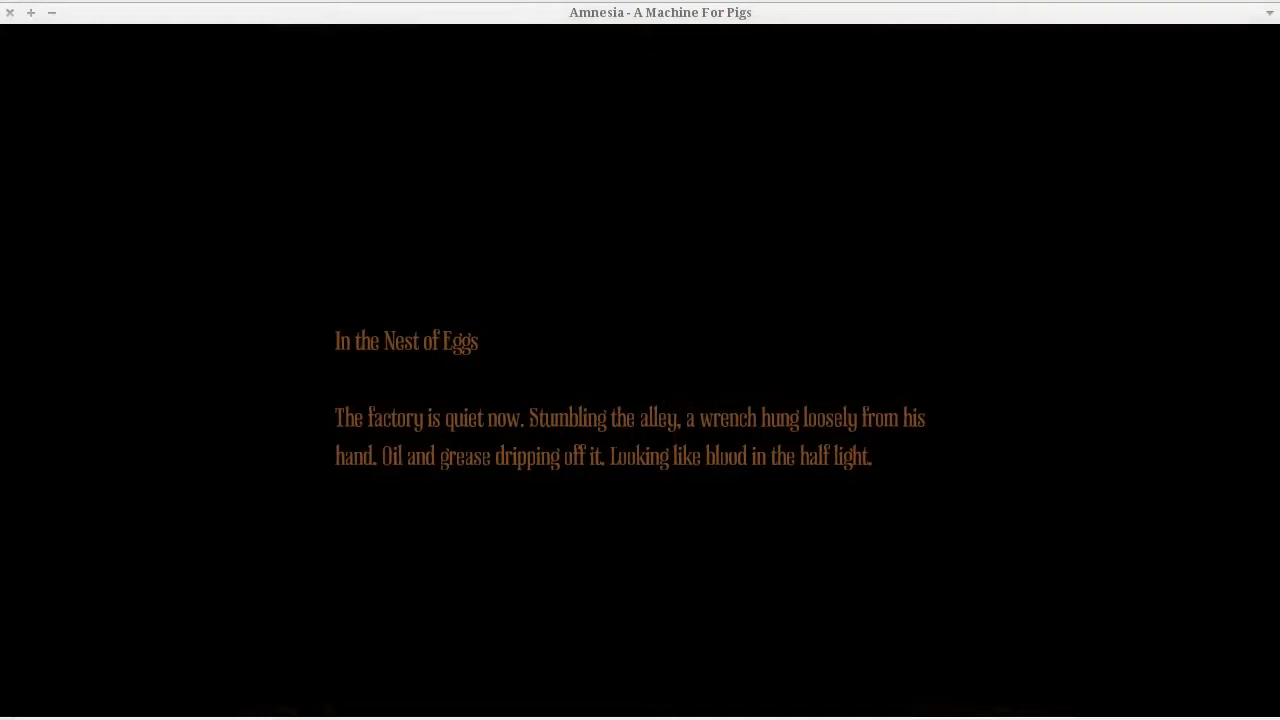 Amnesia - A Machine For Pigs
In the Nest of Eggs
The factory is quiet now. Stumbling the alley, a wrench hung loosely from his
hand. Oil and grease dripping off it. Looking like blood in the half light.